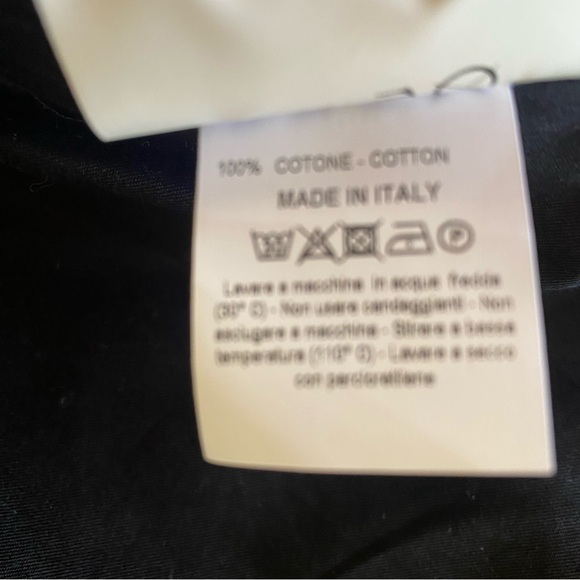 100% COTONE - COTTON
MADE IN ITALY
P
Lavare a macchina in acqua fredda
(30° C) - Non usare candeggianti - Non
asciugare a macchina - Stirare a bassa
temperatura (110° C) - Lavare a secco
con percloretilene